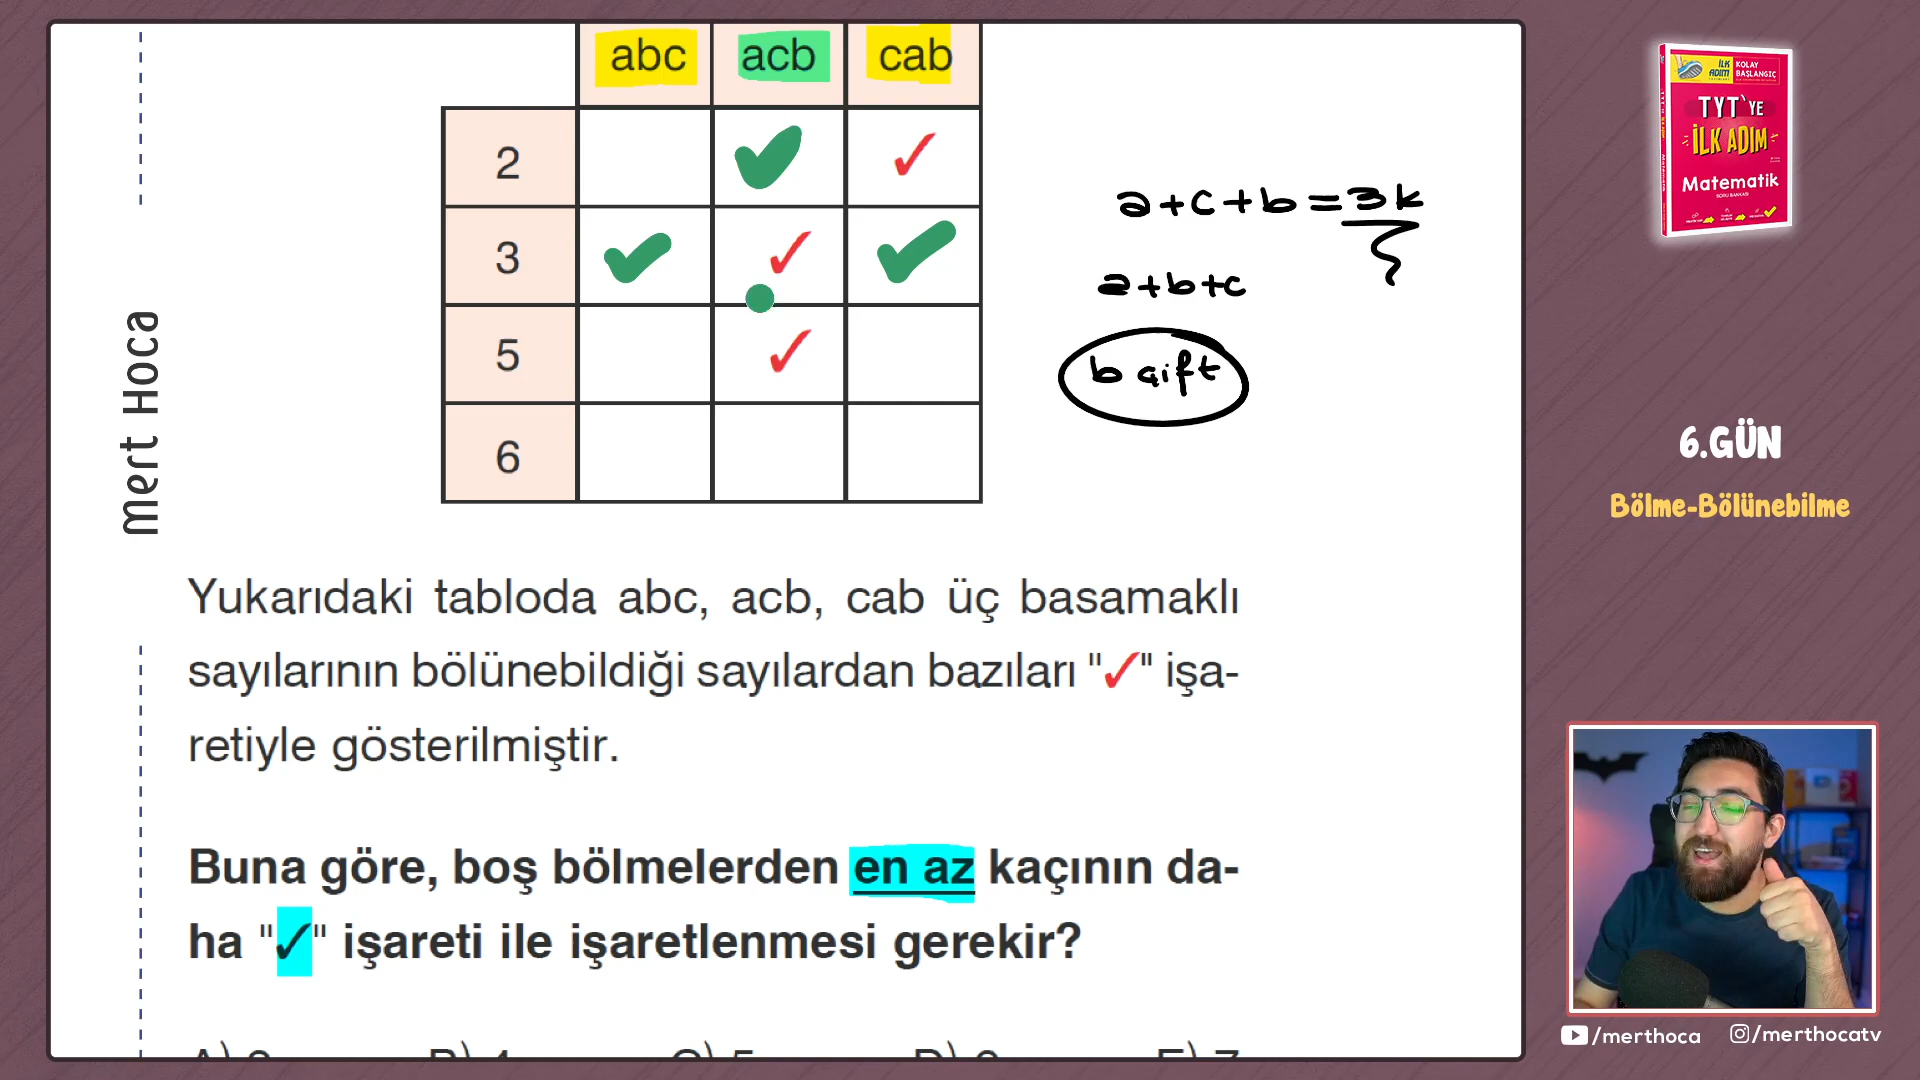 abc acb cab
2 ✓ ✓
3 ✓ ✓ ✓
5 ✓
6
a+c+b=3k
a+b+c
b çift
mert Hoca
Yukarıdaki tabloda abc, acb, cab üç basamaklı
sayılarının bölünebildiği sayılardan bazıları "✓" işa-
retiyle gösterilmiştir.
Buna göre, boş bölmelerden en az kaçının da-
ha "✓" işareti ile işaretlenmesi gerekir?
İLK ADIM
KOLAY BAŞLANGIÇ
TYT'YE
İLK ADIM
Matematik
SORU BANKASI
6.GÜN
Bölme-Bölünebilme
/merthoca /merthocatv